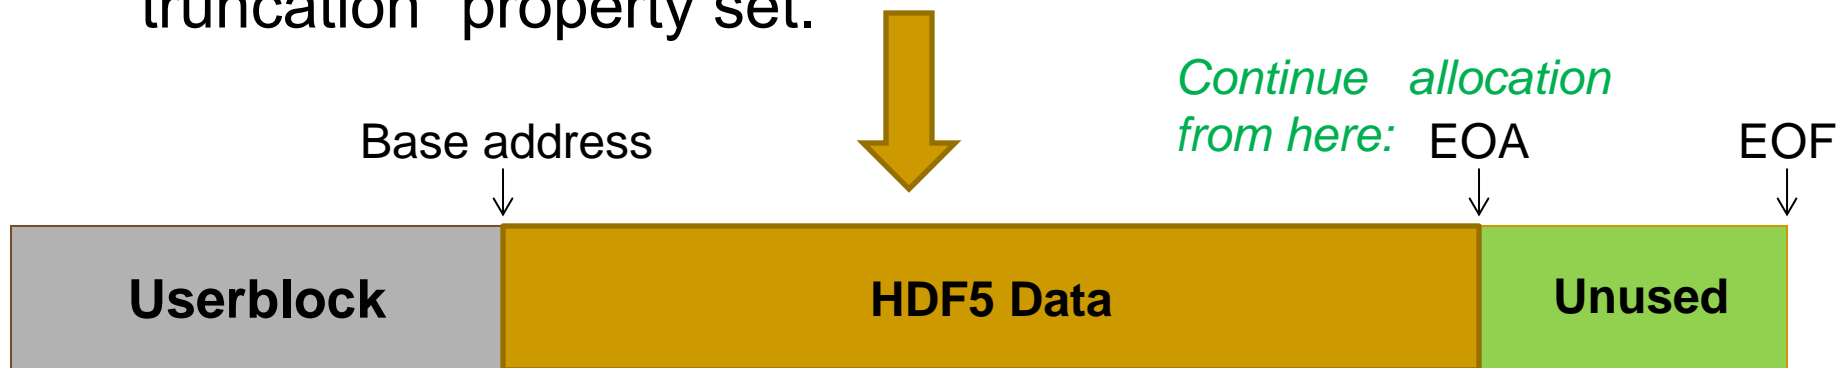 truncation" property set.
Continue allocation
from here:
Base address
EOA
EOF
Userblock
HDF5 Data
Unused